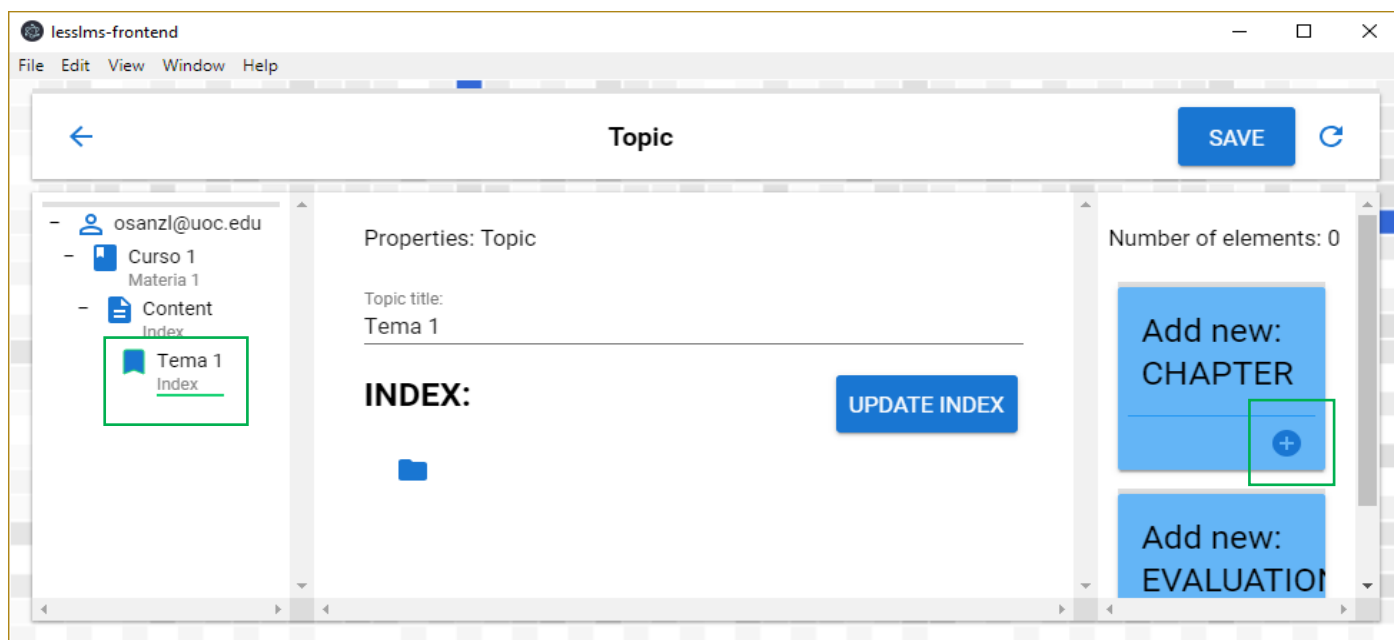 lesslms-frontend
File Edit View Window Help
Topic
SAVE
osanzl@uoc.edu
Curso 1
Materia 1
Content
Index
Tema 1
Index
Properties: Topic
Topic title:
Tema 1
INDEX:
UPDATE INDEX
Number of elements: 0
Add new:
CHAPTER
Add new:
EVALUATION